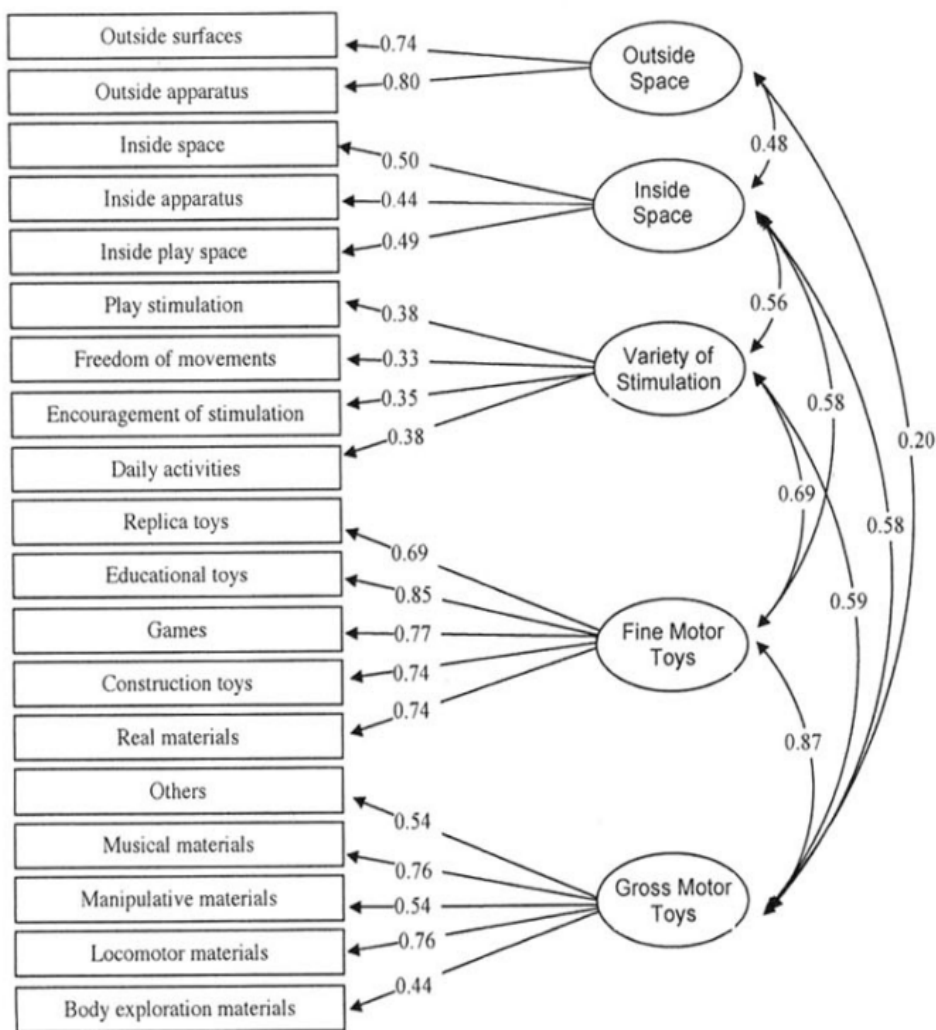 Outside surfaces
Outside apparatus
Inside space
Inside apparatus
Inside play space
Play stimulation
Freedom of movements
Encouragement of stimulation
Daily activities
Replica toys
Educational toys
Games
Construction toys
Real materials
Others
Musical materials
Manipulative materials
Locomotor materials
Body exploration materials
0.74
0.80
0.50
0.44
0.49
0.38
0.33
0.35
0.38
0.69
0.85
0.77
0.74
0.74
0.54
0.76
0.54
0.76
0.44
Outside
Space
Inside
Space
Variety of
Stimulation
Fine Motor
Toys
Gross Motor
Toys
0.48
0.56
0.58
0.20
0.69
0.58
0.59
0.87